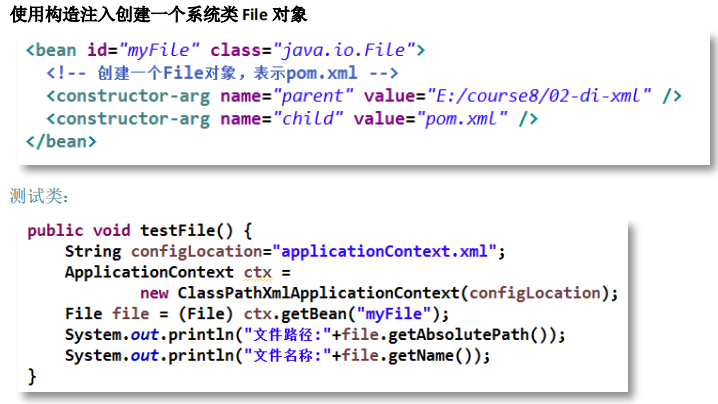 使用构造注入创建一个系统类 File 对象
<bean id="myFile" class="java.io.File">
<!-- 创建一个File对象，表示pom.xml -->
<constructor-arg name="parent" value="E:/course8/02-di-xml" />
<constructor-arg name="child" value="pom.xml" />
</bean>
测试类：
public void testFile() {
String configLocation="applicationContext.xml";
ApplicationContext ctx =
new ClassPathXmlApplicationContext(configLocation);
File file = (File) ctx.getBean("myFile");
System.out.println("文件路径:"+file.getAbsolutePath());
System.out.println("文件名称:"+file.getName());
}